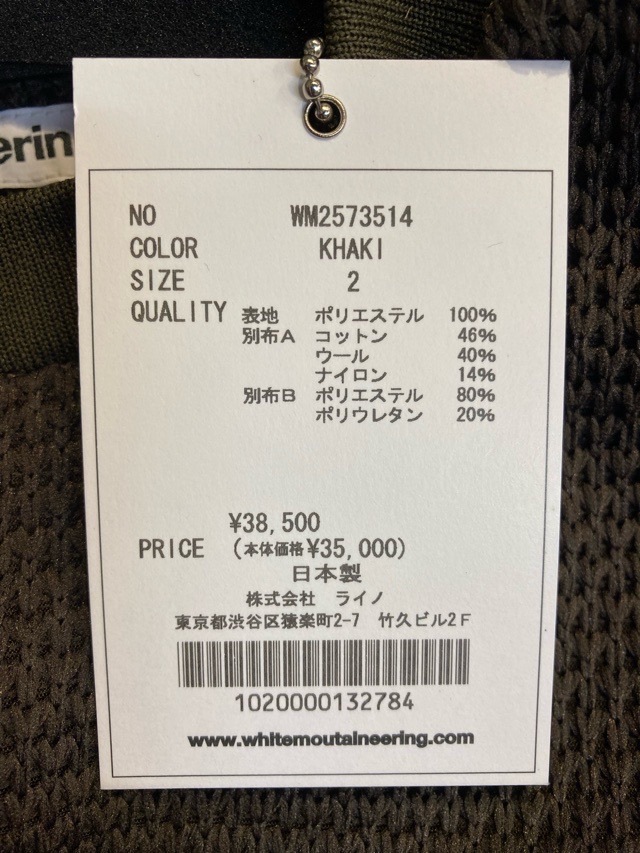 ering
NO WM2573514
COLOR KHAKI
SIZE 2
QUALITY 表地 ポリエステル 100%
別布A コットン 46%
ウール 40%
ナイロン 14%
別布B ポリエステル 80%
ポリウレタン 20%
¥38,500
PRICE (本体価格¥35,000)
日本製
株式会社 ライノ
東京都渋谷区猿楽町2-7 竹久ビル2F
1020000132784
www.whitemoutaineering.com